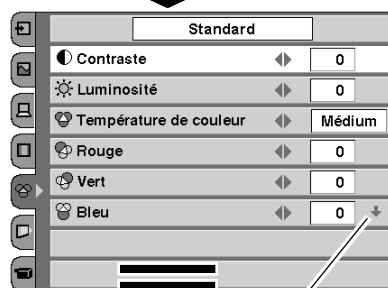 Standard
Contraste 0
Luminosité 0
Température de couleur Médium
Rouge 0
Vert 0
Bleu 0